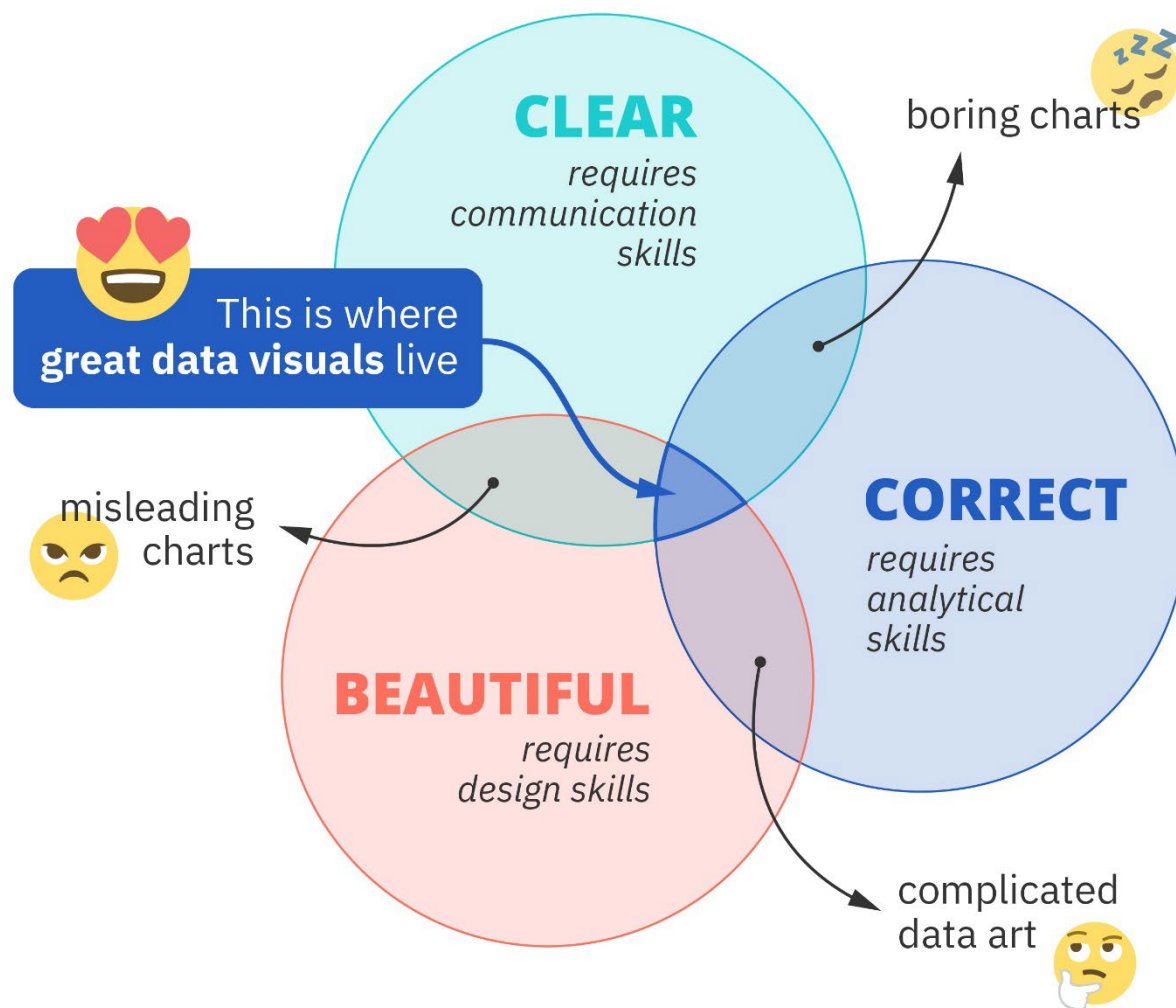 CLEAR
requires
communication
skills
zZZ
boring charts
This is where
great data visuals live
misleading
charts
CORRECT
requires
analytical
skills
BEAUTIFUL
requires
design skills
complicated
data art